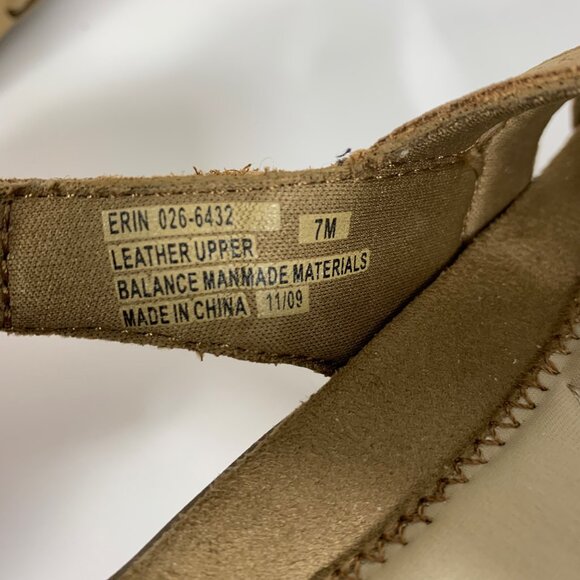 ERIN 026-6432 7M
LEATHER UPPER
BALANCE MANMADE MATERIALS
MADE IN CHINA 11/09